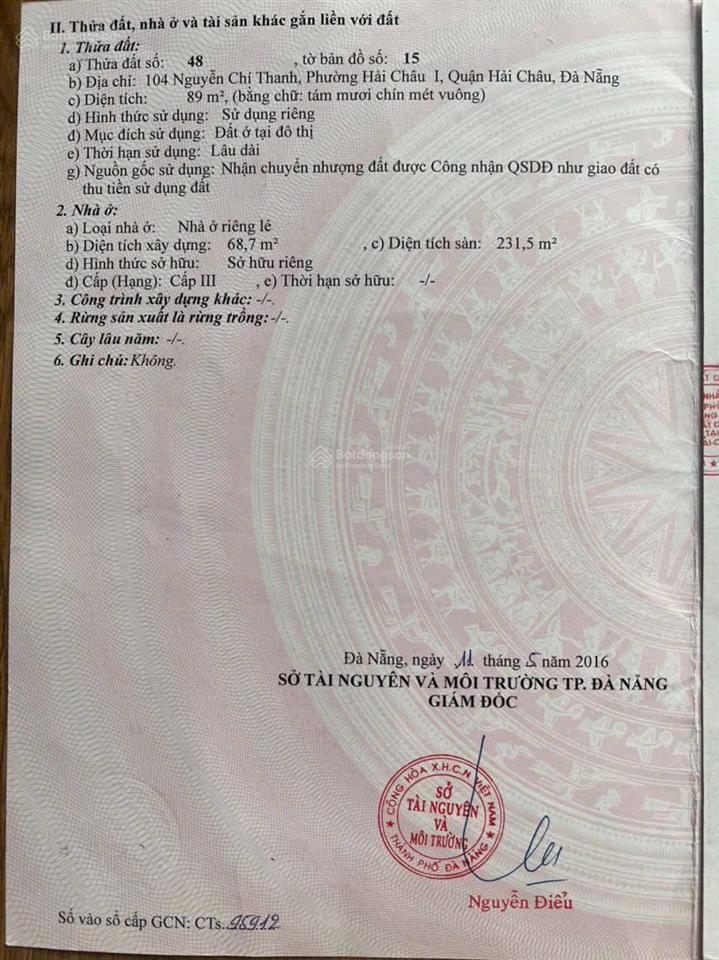 II. Thửa đất, nhà ở và tài sản khác gắn liền với đất
1. Thửa đất:
a) Thửa đất số: 48 , tờ bản đồ số: 15
b) Địa chỉ: 104 Nguyễn Chí Thanh, Phường Hải Châu I, Quận Hải Châu, Đà Nẵng
c) Diện tích: 89 m², (bằng chữ: tám mươi chín mét vuông)
d) Hình thức sử dụng: Sử dụng riêng
đ) Mục đích sử dụng: Đất ở tại đô thị
e) Thời hạn sử dụng: Lâu dài
g) Nguồn gốc sử dụng: Nhận chuyển nhượng đất được Công nhận QSDĐ như giao đất có
thu tiền sử dụng đất
2. Nhà ở:
a) Loại nhà ở: Nhà ở riêng lẻ
b) Diện tích xây dựng: 68,7 m² , c) Diện tích sàn: 231,5 m²
d) Hình thức sở hữu: Sở hữu riêng
đ) Cấp (Hạng): Cấp III , e) Thời hạn sở hữu: -/-
3. Công trình xây dựng khác: -/-.
4. Rừng sản xuất là rừng trồng: -/-.
5. Cây lâu năm: -/-.
6. Ghi chú: Không.
Batdongsan
by PropertyGuru
Đà Nẵng, ngày 11 tháng 5 năm 2016
SỞ TÀI NGUYÊN VÀ MÔI TRƯỜNG TP. ĐÀ NẴNG
GIÁM ĐỐC
CỘNG HÒA X.H.C.N VIỆT NAM
SỞ
TÀI NGUYÊN
VÀ
MÔI TRƯỜNG
THÀNH PHỐ ĐÀ NẴNG
Nguyễn Điểu
Số vào sổ cấp GCN: CTs..95912